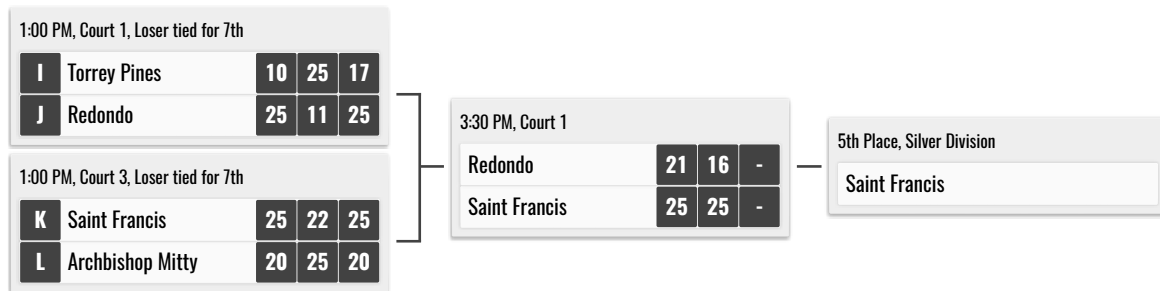 1:00 PM, Court 1, Loser tied for 7th
I Torrey Pines 10 25 17
J Redondo 25 11 25
1:00 PM, Court 3, Loser tied for 7th
K Saint Francis 25 22 25
L Archbishop Mitty 20 25 20
3:30 PM, Court 1
Redondo 21 16 -
Saint Francis 25 25 -
5th Place, Silver Division
Saint Francis